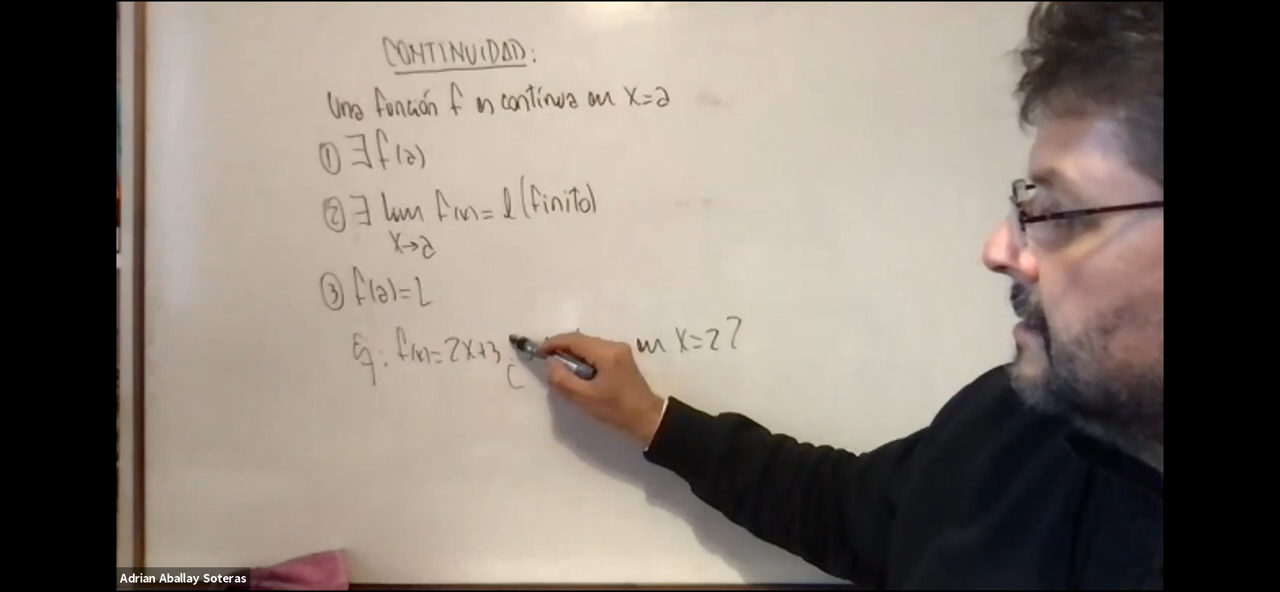 CONTINUIDAD:
Una función f es continua en x=a
① ∃ f(a)
② ∃ lim f(x) = l (finito)
x→a
③ f(a) = L
Ej: f(x) = 2x+3 ¿ en x=2?
Adrian Aballay Soteras